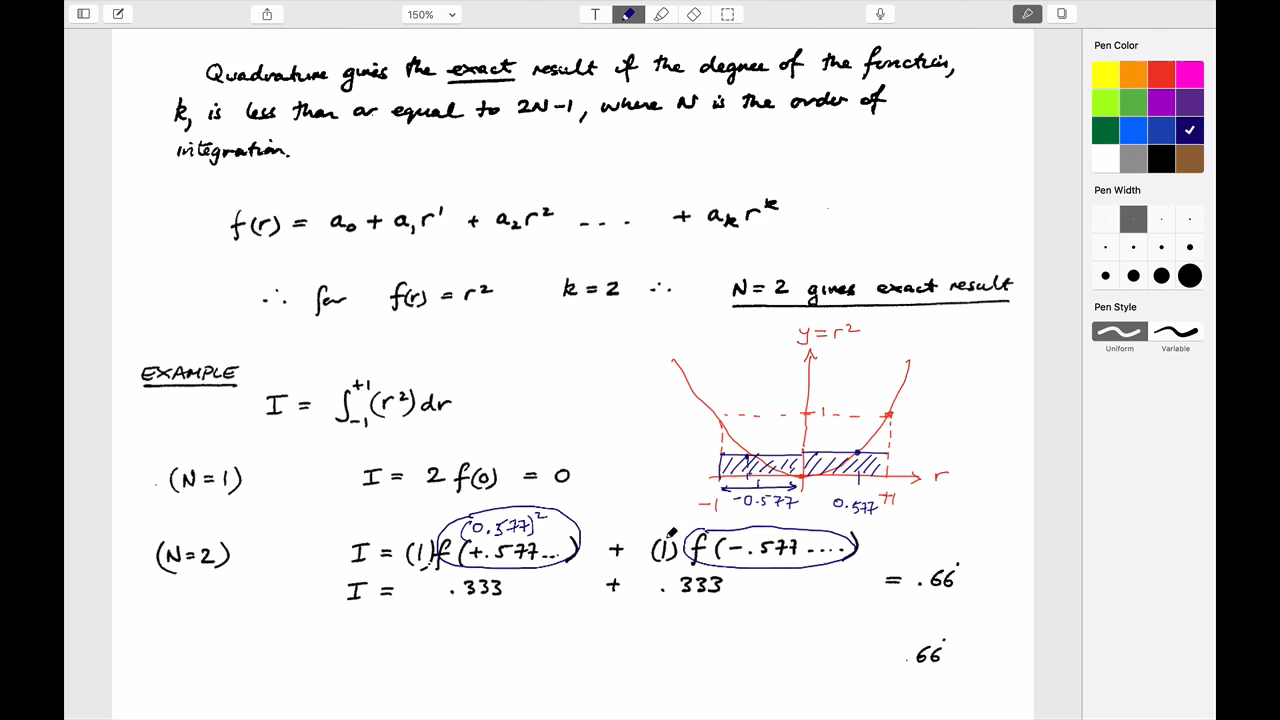 150%
T
Pen Color
Quadrature gives the exact result if the degree of the function,
k, is less than or equal to 2N-1, where N is the order of
integration.
Pen Width
f(r) = a₀ + a₁r¹ + a₂r² .... + aₖrᵏ
∴ for f(r) = r² k = 2 ∴ N = 2 gives exact result
Pen Style
Uniform Variable
y = r²
EXAMPLE
I = ∫₋₁⁺¹ (r²) dr
1
(N=1) I = 2 f(0) = 0
r
-1 -0.577 0.577 +1
(0.577)²
(N=2) I = (1) f(+.577...) + (1) f(-.577....)
I = .333 + .333 = .66̇
.66̇